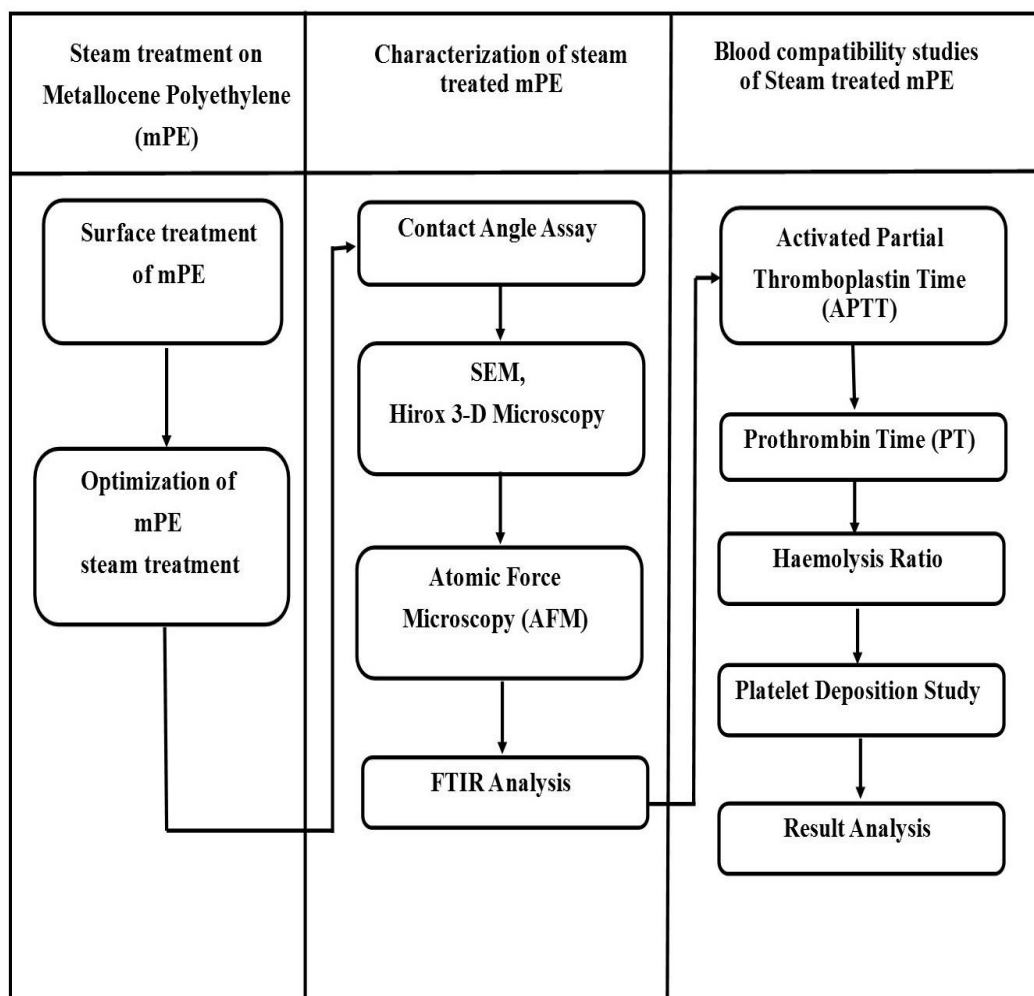 Steam treatment on
Metallocene Polyethylene
(mPE)
Characterization of steam
treated mPE
Blood compatibility studies
of Steam treated mPE
Surface treatment
of mPE
Optimization of
mPE
steam treatment
Contact Angle Assay
SEM,
Hirox 3-D Microscopy
Atomic Force
Microscopy (AFM)
FTIR Analysis
Activated Partial
Thromboplastin Time
(APTT)
Prothrombin Time (PT)
Haemolysis Ratio
Platelet Deposition Study
Result Analysis